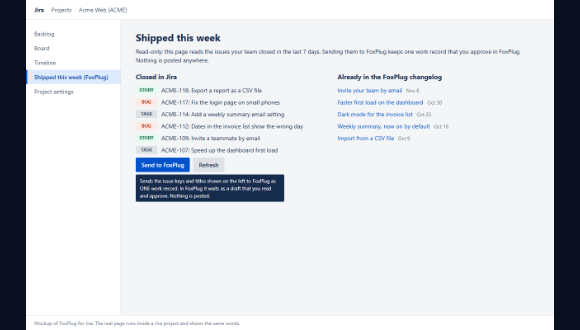 Jira Projects Acme Web (ACME)
Backlog
Board
Timeline
Shipped this week (FoxPlug)
Project settings
Shipped this week
Read-only: this page reads the issues your team closed in the last 7 days. Sending them to FoxPlug keeps one work record that you approve in FoxPlug.
Nothing is posted anywhere.
Closed in Jira
STORY ACME-118: Export a report as a CSV file
BUG ACME-117: Fix the login page on small phones
TASK ACME-114: Add a weekly summary email setting
BUG ACME-112: Dates in the invoice list show the wrong day
STORY ACME-109: Invite a teammate by email
TASK ACME-107: Speed up the dashboard first load
Send to FoxPlug Refresh
Sends the issue keys and titles shown on the left to FoxPlug as
ONE work record. In FoxPlug it waits as a draft that you read
and approve. Nothing is posted.
Already in the FoxPlug changelog
Invite your team by email Nov 6
Faster first load on the dashboard Oct 30
Dark mode for the invoice list Oct 23
Weekly summary, now on by default Oct 16
Import from a CSV file Oct 9
Mockup of FoxPlug for Jira. The real page runs inside a Jira project and shows the same words.